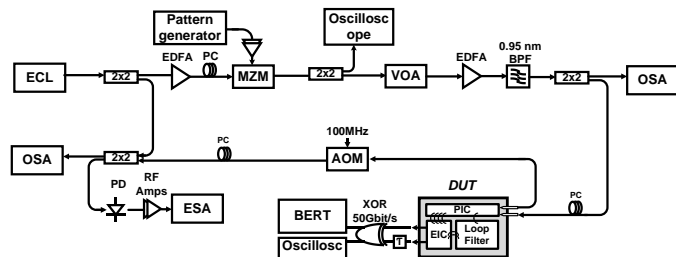 Pattern
generator
Oscillosc
ope
EDFA
PC
EDFA
0.95 nm
BPF
ECL
2x2
MZM
2x2
VOA
2x2
OSA
100MHz
PC
OSA
2x2
AOM
PD
RF
Amps
ESA
DUT
PC
PIC
XOR
50Gbit/s
BERT
EIC
Loop
Filter
Oscillosc
τ